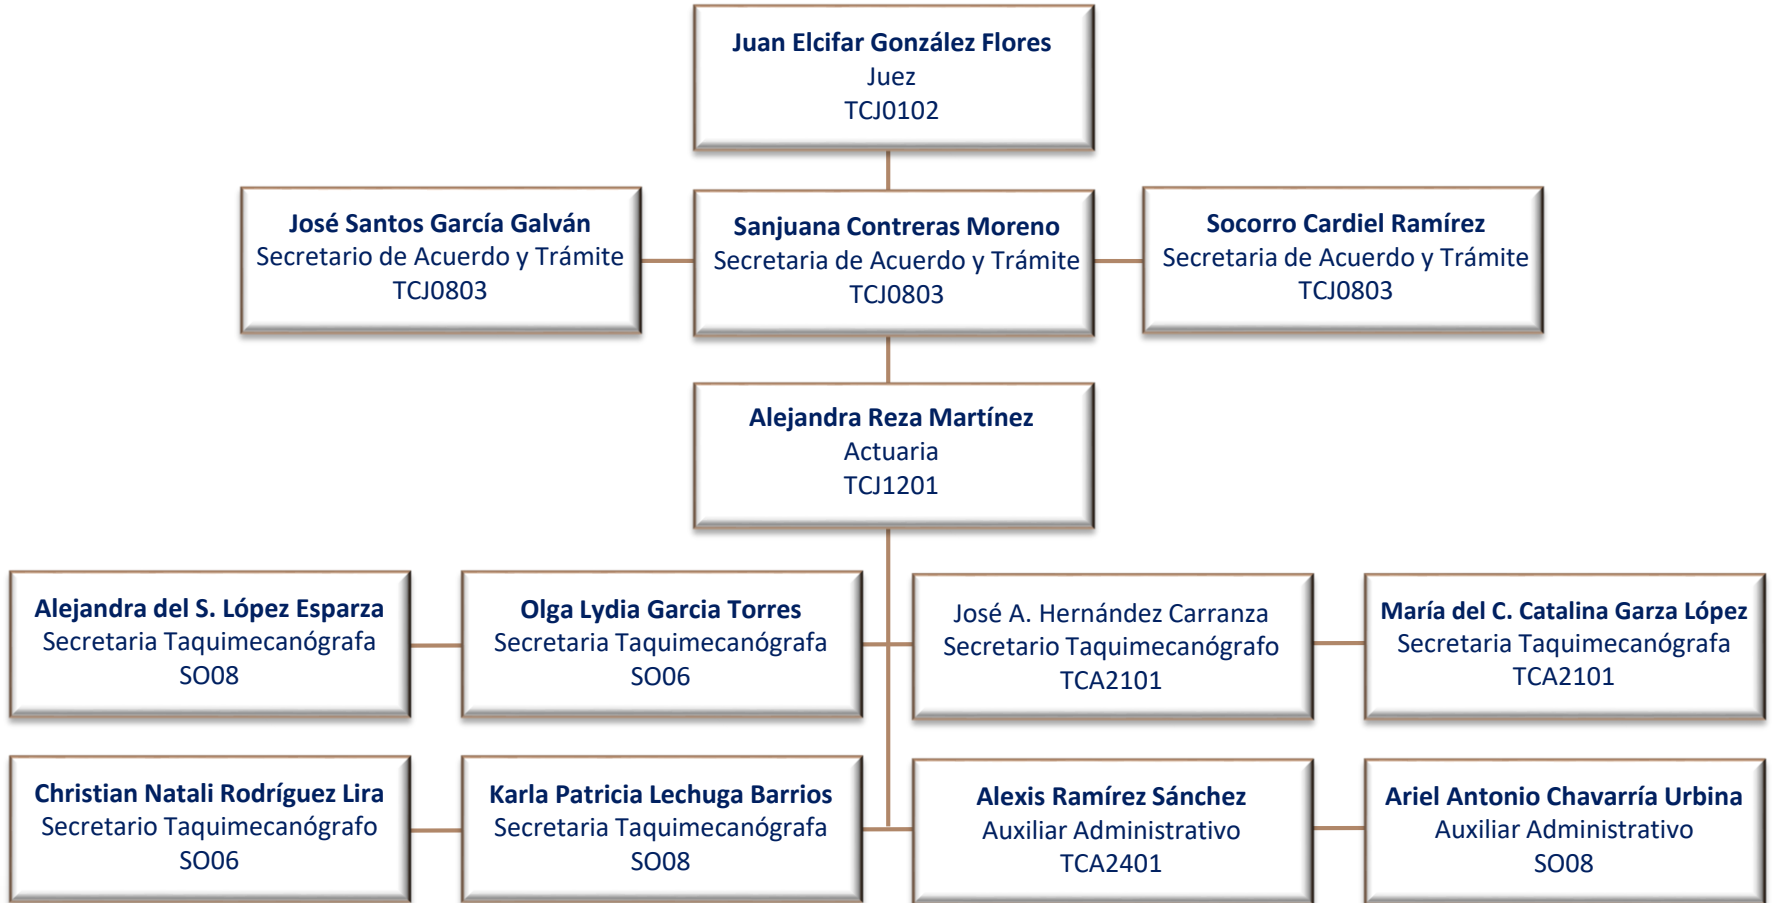 Juan Elcifar González Flores
Juez
TCJ0102
José Santos García Galván
Secretario de Acuerdo y Trámite
TCJ0803
Sanjuana Contreras Moreno
Secretaria de Acuerdo y Trámite
TCJ0803
Socorro Cardiel Ramírez
Secretaria de Acuerdo y Trámite
TCJ0803
Alejandra Reza Martínez
Actuaria
TCJ1201
Alejandra del S. López Esparza
Secretaria Taquimecanógrafa
SO08
Olga Lydia Garcia Torres
Secretaria Taquimecanógrafa
SO06
José A. Hernández Carranza
Secretario Taquimecanógrafo
TCA2101
María del C. Catalina Garza López
Secretaria Taquimecanógrafa
TCA2101
Christian Natali Rodríguez Lira
Secretario Taquimecanógrafo
SO06
Karla Patricia Lechuga Barrios
Secretaria Taquimecanógrafa
SO08
Alexis Ramírez Sánchez
Auxiliar Administrativo
TCA2401
Ariel Antonio Chavarría Urbina
Auxiliar Administrativo
SO08